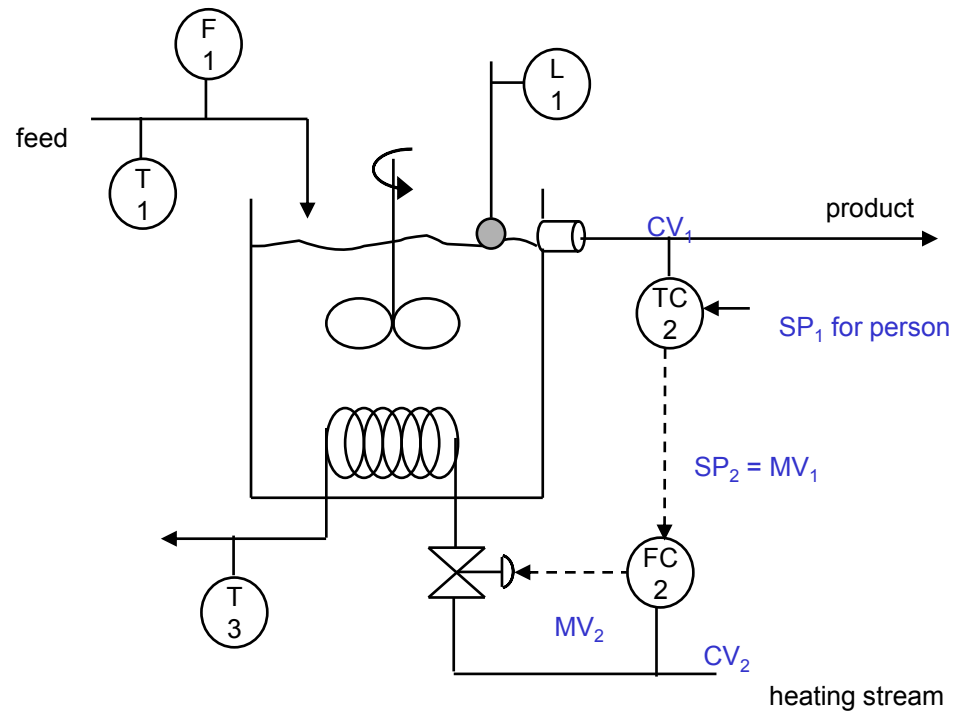 F
1
L
1
feed
T
1
product
CV₁
TC
2
SP₁ for person
SP₂ = MV₁
FC
2
T
3
MV₂
CV₂
heating stream